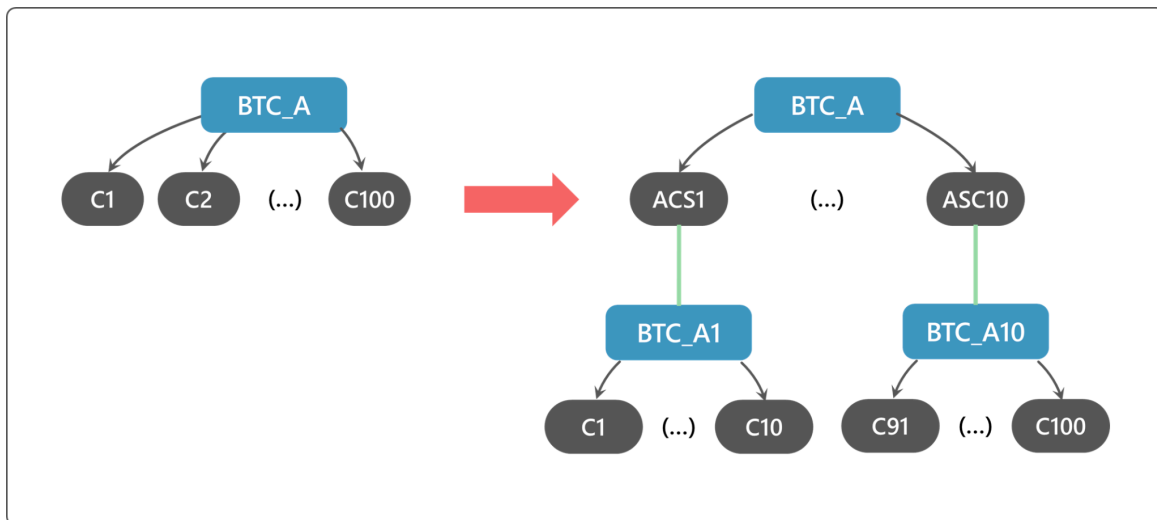 BTC_A
C1 C2 (...) C100
BTC_A
ACS1 (...) ASC10
BTC_A1 BTC_A10
C1 (...) C10 C91 (...) C100